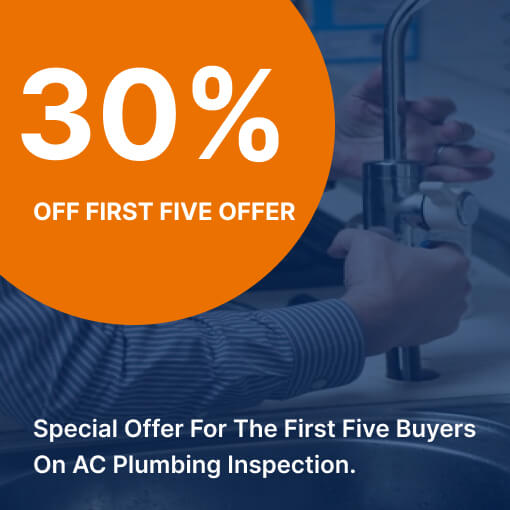 30%
OFF FIRST FIVE OFFER
Special Offer For The First Five Buyers
On AC Plumbing Inspection.